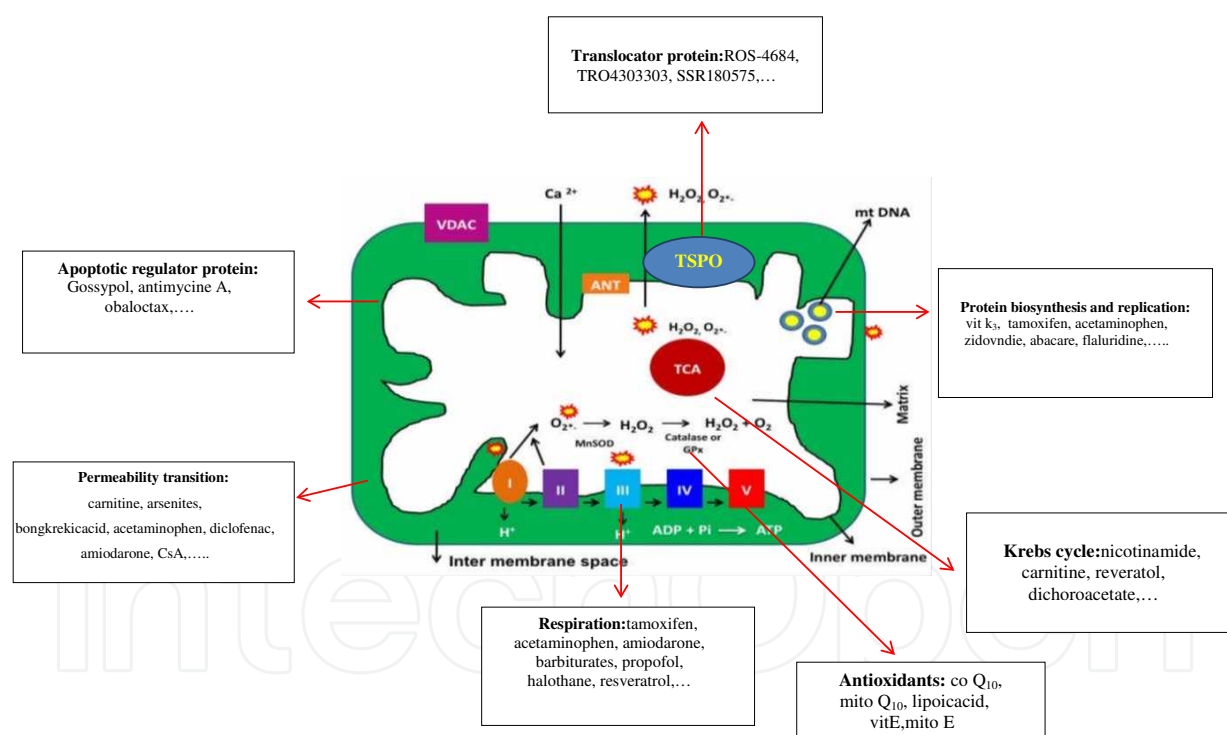 Translocator protein:ROS-4684,
TRO4303303, SSR180575,…
Ca 2+
H₂O₂, O₂•-.
mt DNA
VDAC
TSPO
ANT
Apoptotic regulator protein:
Gossypol, antimycine A,
obaloctax,….
Protein biosynthesis and replication:
vit k₃, tamoxifen, acetaminophen,
zidovndie, abacare, flaluridine,…..
H₂O₂, O₂•-.
TCA
Matrix
O₂•-.
H₂O₂
H₂O₂ + O₂
MnSOD
Catalase or
GPx
Permeability transition:
carnitine, arsenites,
bongkrekicacid, acetaminophen, diclofenac,
amiodarone, CsA,…..
I
II
III
IV
V
H⁺
H⁺
ADP + Pi
ATP
Outer membrane
Inter membrane space
Inner membrane
Krebs cycle:nicotinamide,
carnitine, reveratol,
dichoroacetate,…
Respiration:tamoxifen,
acetaminophen, amiodarone,
barbiturates, propofol,
halothane, resveratrol,…
Antioxidants: co Q₁₀,
mito Q₁₀, lipoicacid,
vitE,mito E
IntechOpen